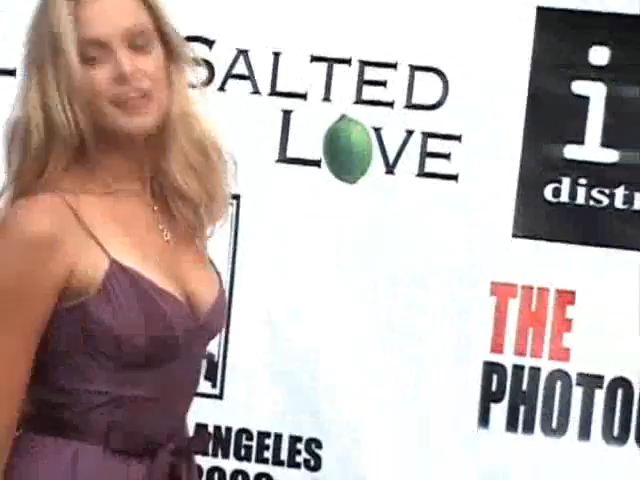 SALTED
LOVE
i
distr
THE
PHOTO
ANGELES